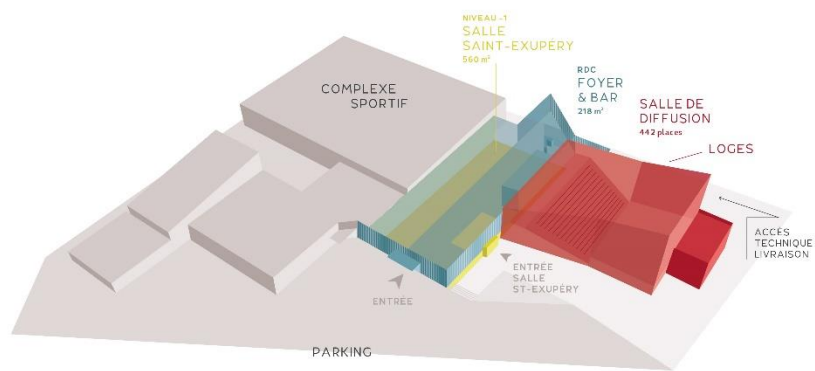 NIVEAU -1
SALLE
SAINT-EXUPÉRY
560 m²
RDC
FOYER
& BAR
218 m²
COMPLEXE
SPORTIF
SALLE DE
DIFFUSION
442 places
LOGES
ACCÈS
TECHNIQUE
LIVRAISON
ENTRÉE
SALLE
ST-EXUPÉRY
ENTRÉE
PARKING